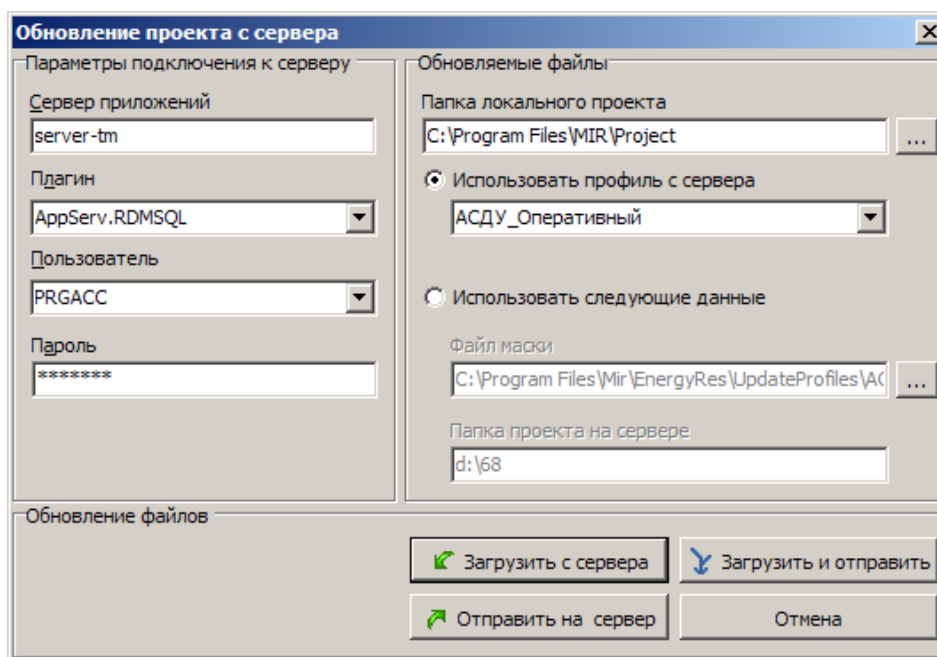 Обновление проекта с сервера
Параметры подключения к серверу
Сервер приложений
server-tm
Плагин
AppServ.RDMSQL
Пользователь
PRGACC
Пароль
*******
Обновляемые файлы
Папка локального проекта
C:\Program Files\MIR\Project
...
Использовать профиль с сервера
АСДУ_Оперативный
Использовать следующие данные
Файл маски
C:\Program Files\Mir\EnergyRes\UpdateProfiles\АС
...
Папка проекта на сервере
d:\68
Обновление файлов
Загрузить с сервера
Загрузить и отправить
Отправить на сервер
Отмена